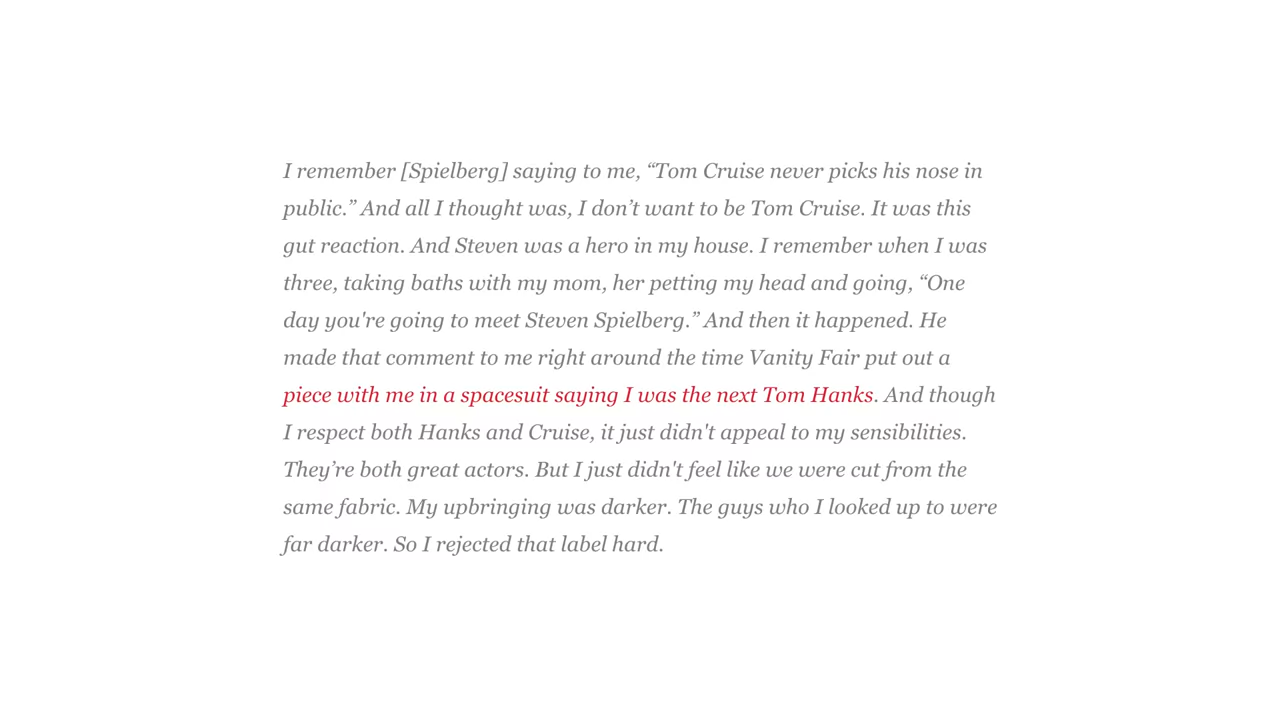 I remember [Spielberg] saying to me, “Tom Cruise never picks his nose in
public.” And all I thought was, I don’t want to be Tom Cruise. It was this
gut reaction. And Steven was a hero in my house. I remember when I was
three, taking baths with my mom, her petting my head and going, “One
day you're going to meet Steven Spielberg.” And then it happened. He
made that comment to me right around the time Vanity Fair put out a
piece with me in a spacesuit saying I was the next Tom Hanks. And though
I respect both Hanks and Cruise, it just didn't appeal to my sensibilities.
They’re both great actors. But I just didn't feel like we were cut from the
same fabric. My upbringing was darker. The guys who I looked up to were
far darker. So I rejected that label hard.